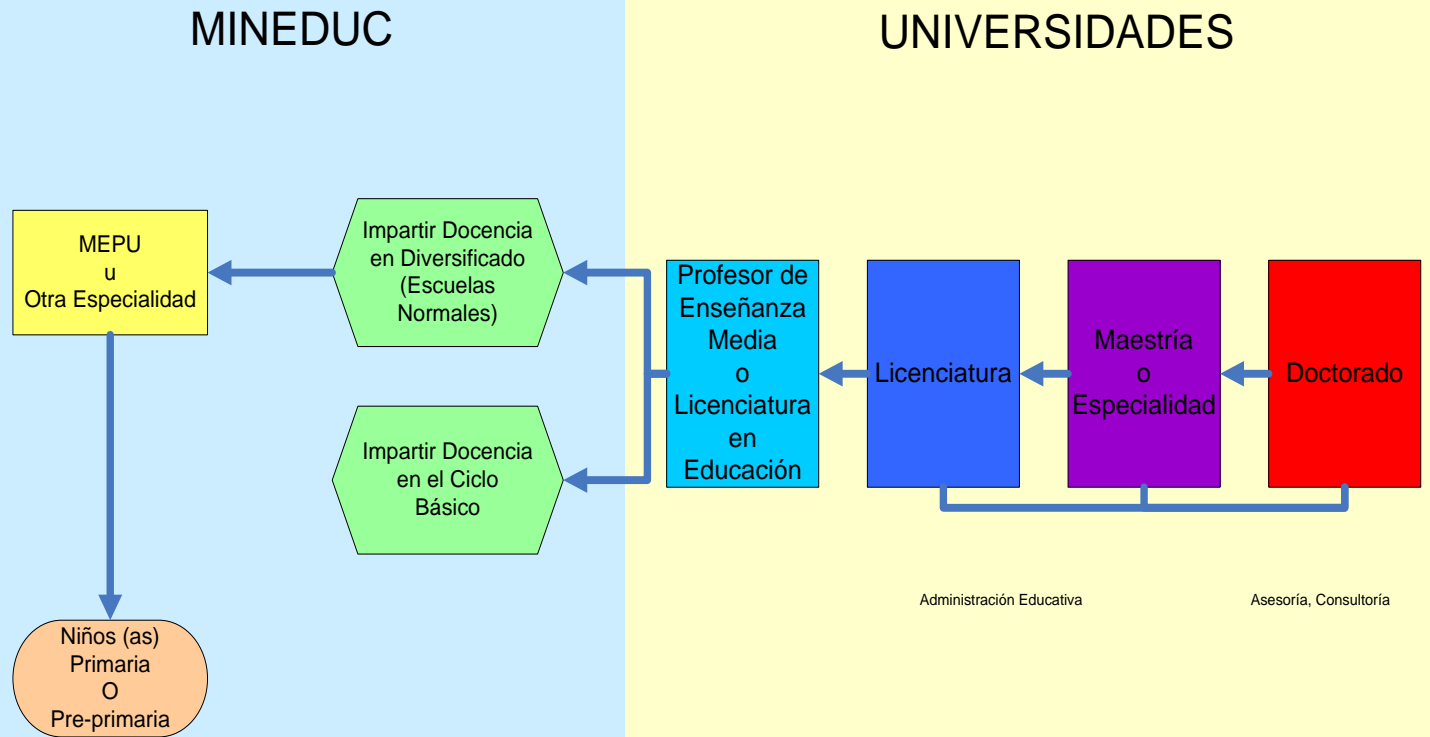 MINEDUC
UNIVERSIDADES
MEPU
u
Otra Especialidad
Impartir Docencia
en Diversificado
(Escuelas
Normales)
Impartir Docencia
en el Ciclo
Básico
Niños (as)
Primaria
O
Pre-primaria
Profesor de
Enseñanza
Media
o
Licenciatura
en
Educación
Licenciatura
Maestría
o
Especialidad
Doctorado
Administración Educativa
Asesoría, Consultoría